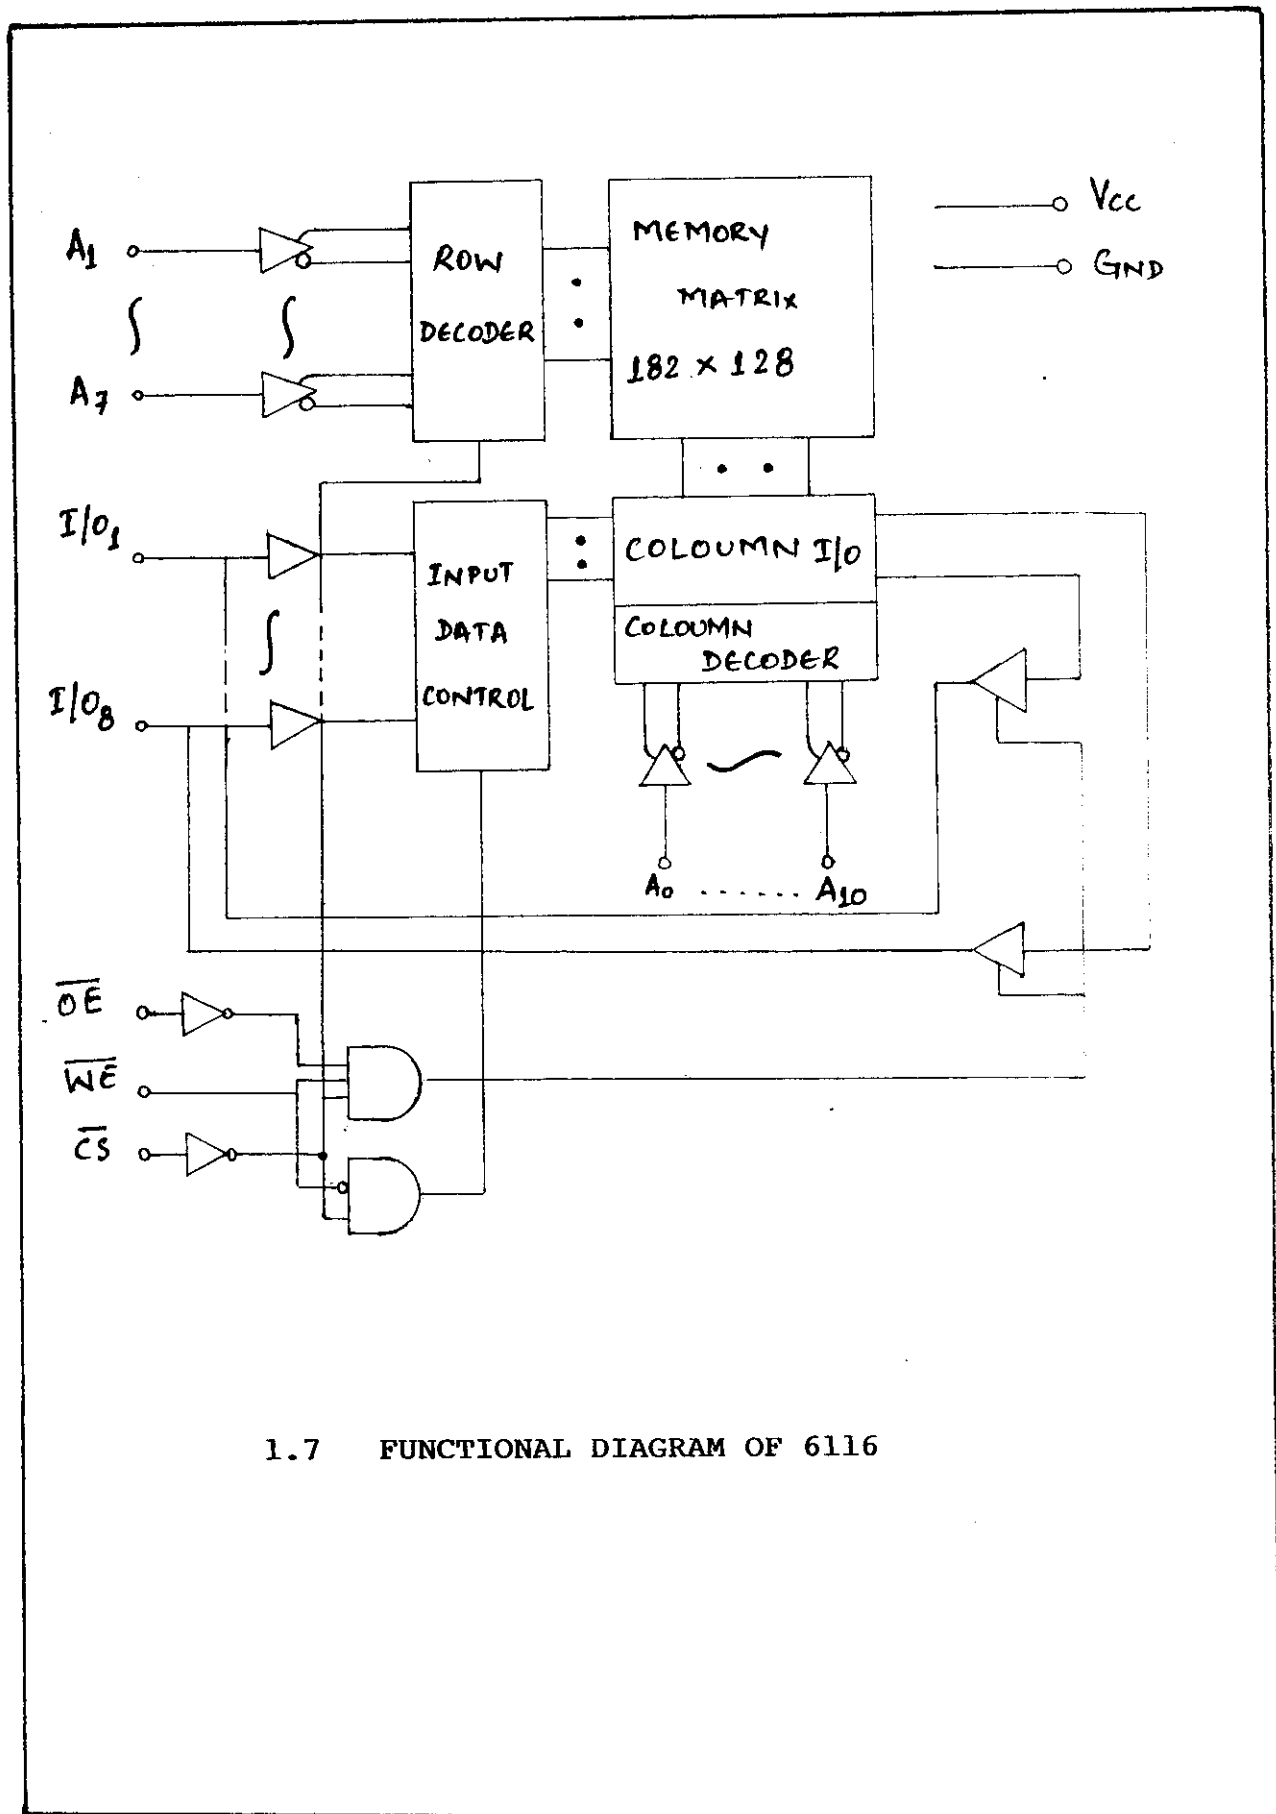 A1
A7
ROW
DECODER
MEMORY
MATRIX
182 x 128
Vcc
GND
I/O1
I/O8
INPUT
DATA
CONTROL
COLOUMN I/O
COLOUMN
DECODER
A0 ...... A10
OE
WE
CS
1.7 FUNCTIONAL DIAGRAM OF 6116